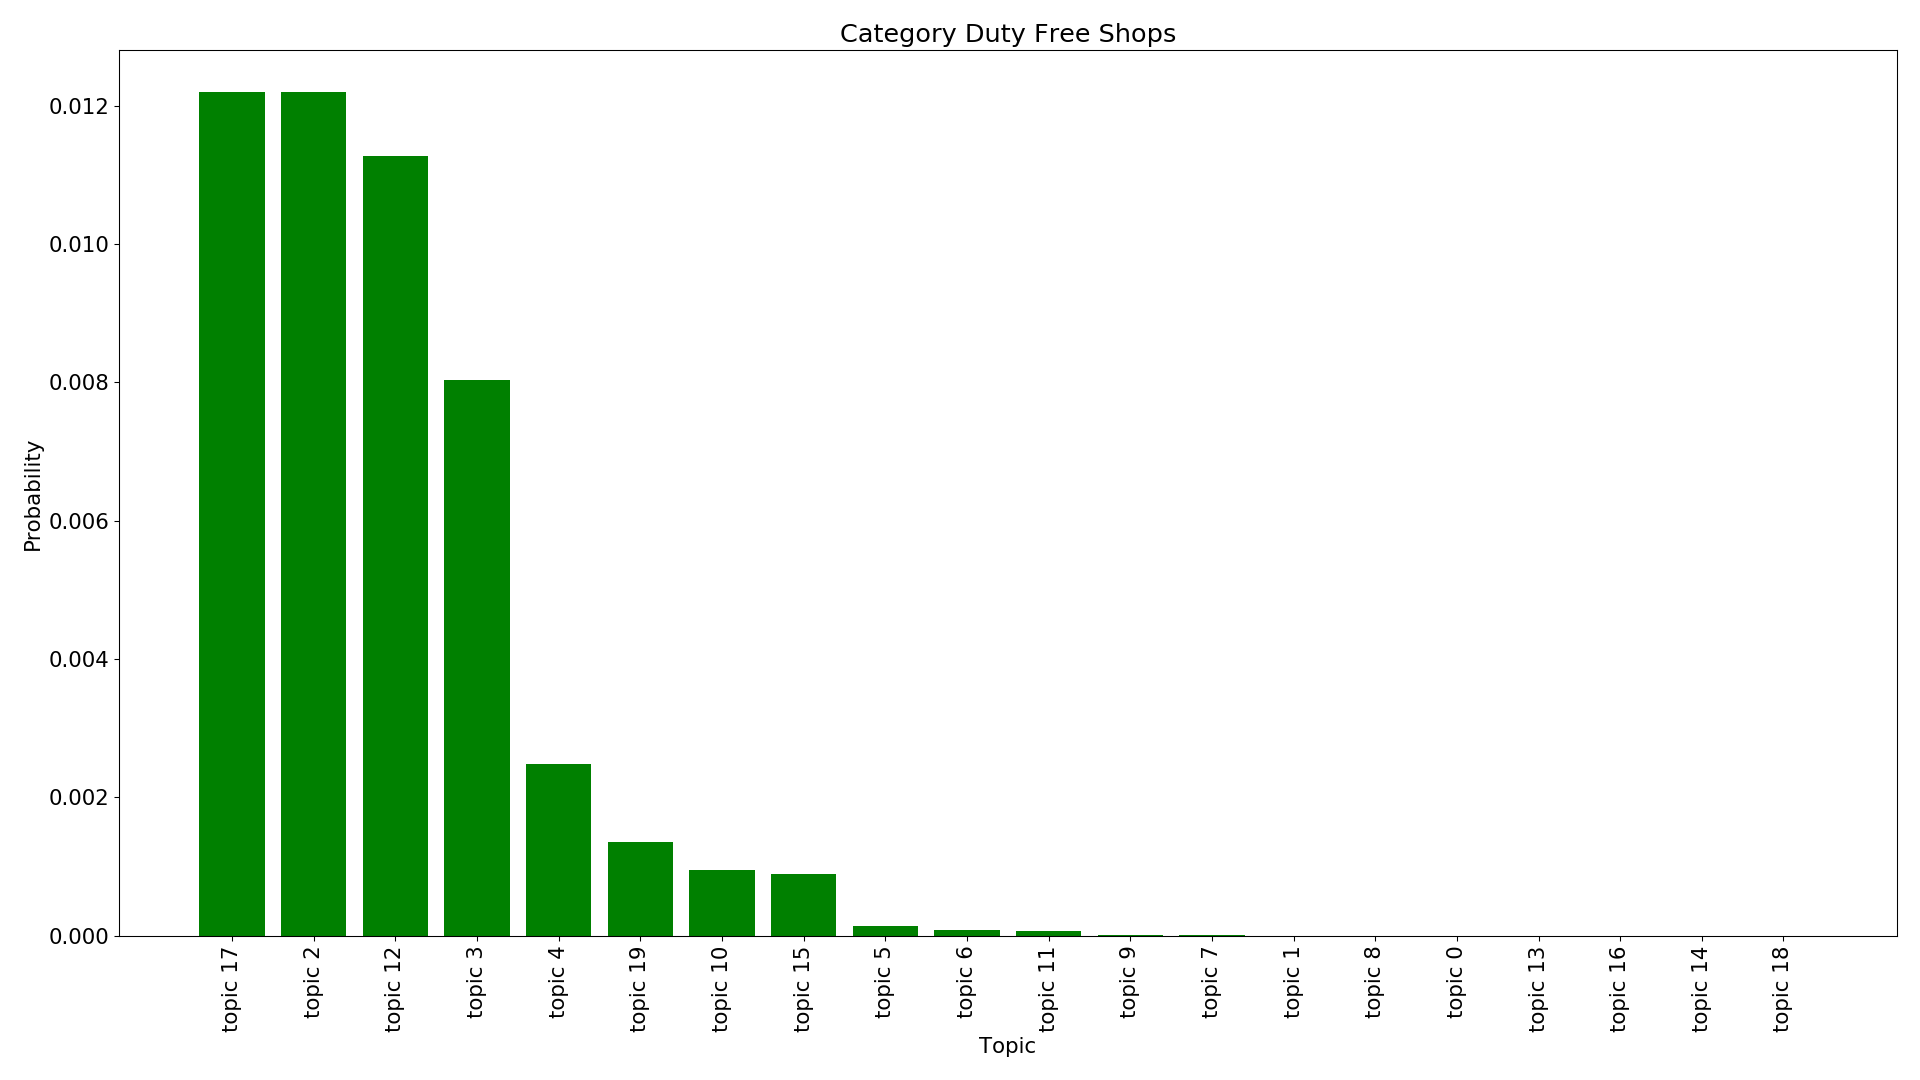 Category Duty Free Shops
Probability
0.012
0.010
0.008
0.006
0.004
0.002
0.000
topic 17
topic 2
topic 12
topic 3
topic 4
topic 19
topic 10
topic 15
topic 5
topic 6
topic 11
topic 9
topic 7
topic 1
topic 8
topic 0
topic 13
topic 16
topic 14
topic 18
Topic